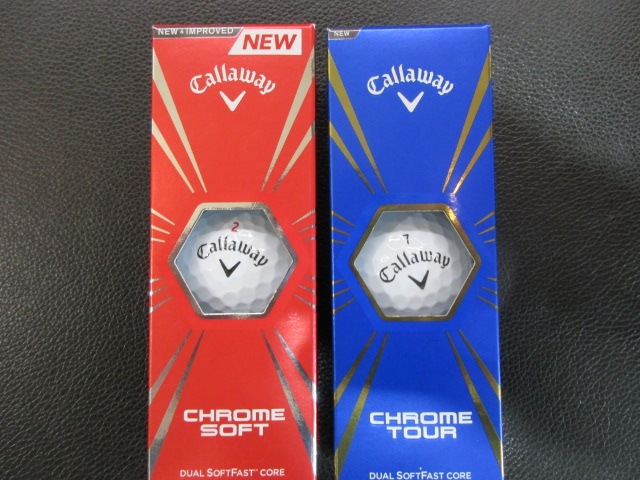 NEW & IMPROVED
NEW
Callaway
2
Callaway
CHROME
SOFT
DUAL SOFTFAST™ CORE
NEW
Callaway
7
Callaway
CHROME
TOUR
DUAL SOFTFAST CORE